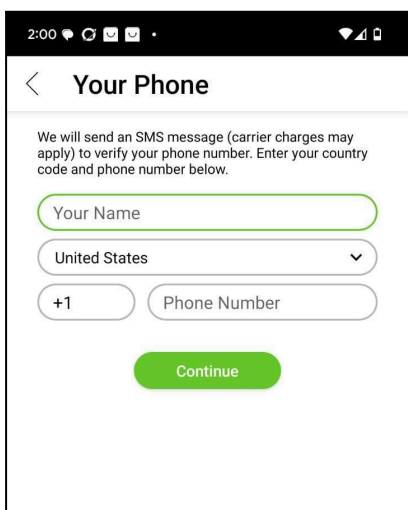 2:00
Your Phone
We will send an SMS message (carrier charges may
apply) to verify your phone number. Enter your country
code and phone number below.
Your Name
United States
+1
Phone Number
Continue